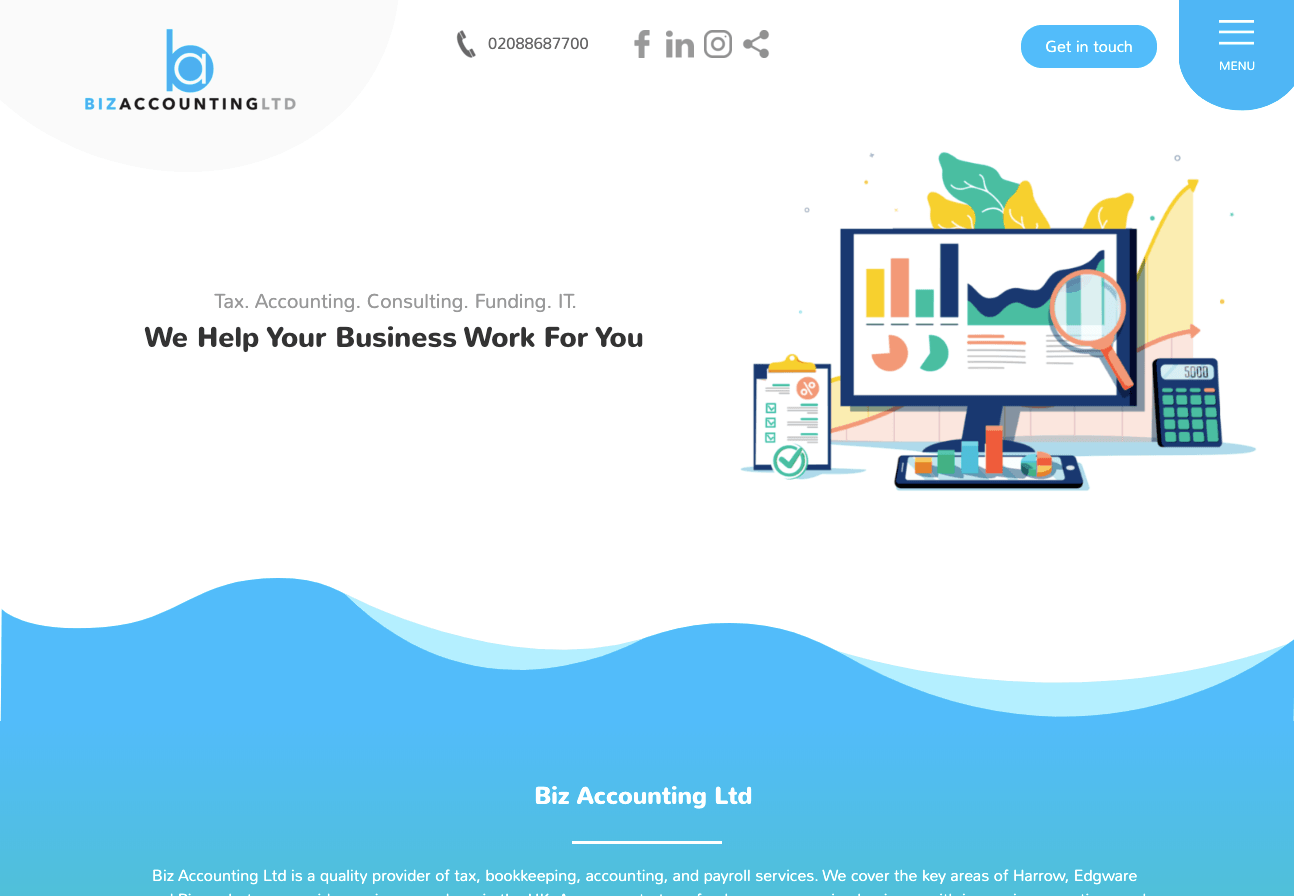 ba
BIZACCOUNTINGLTD
02088687700
Get in touch
MENU
Tax. Accounting. Consulting. Funding. IT.
We Help Your Business Work For You
5000
%
Biz Accounting Ltd
Biz Accounting Ltd is a quality provider of tax, bookkeeping, accounting, and payroll services. We cover the key areas of Harrow, Edgware